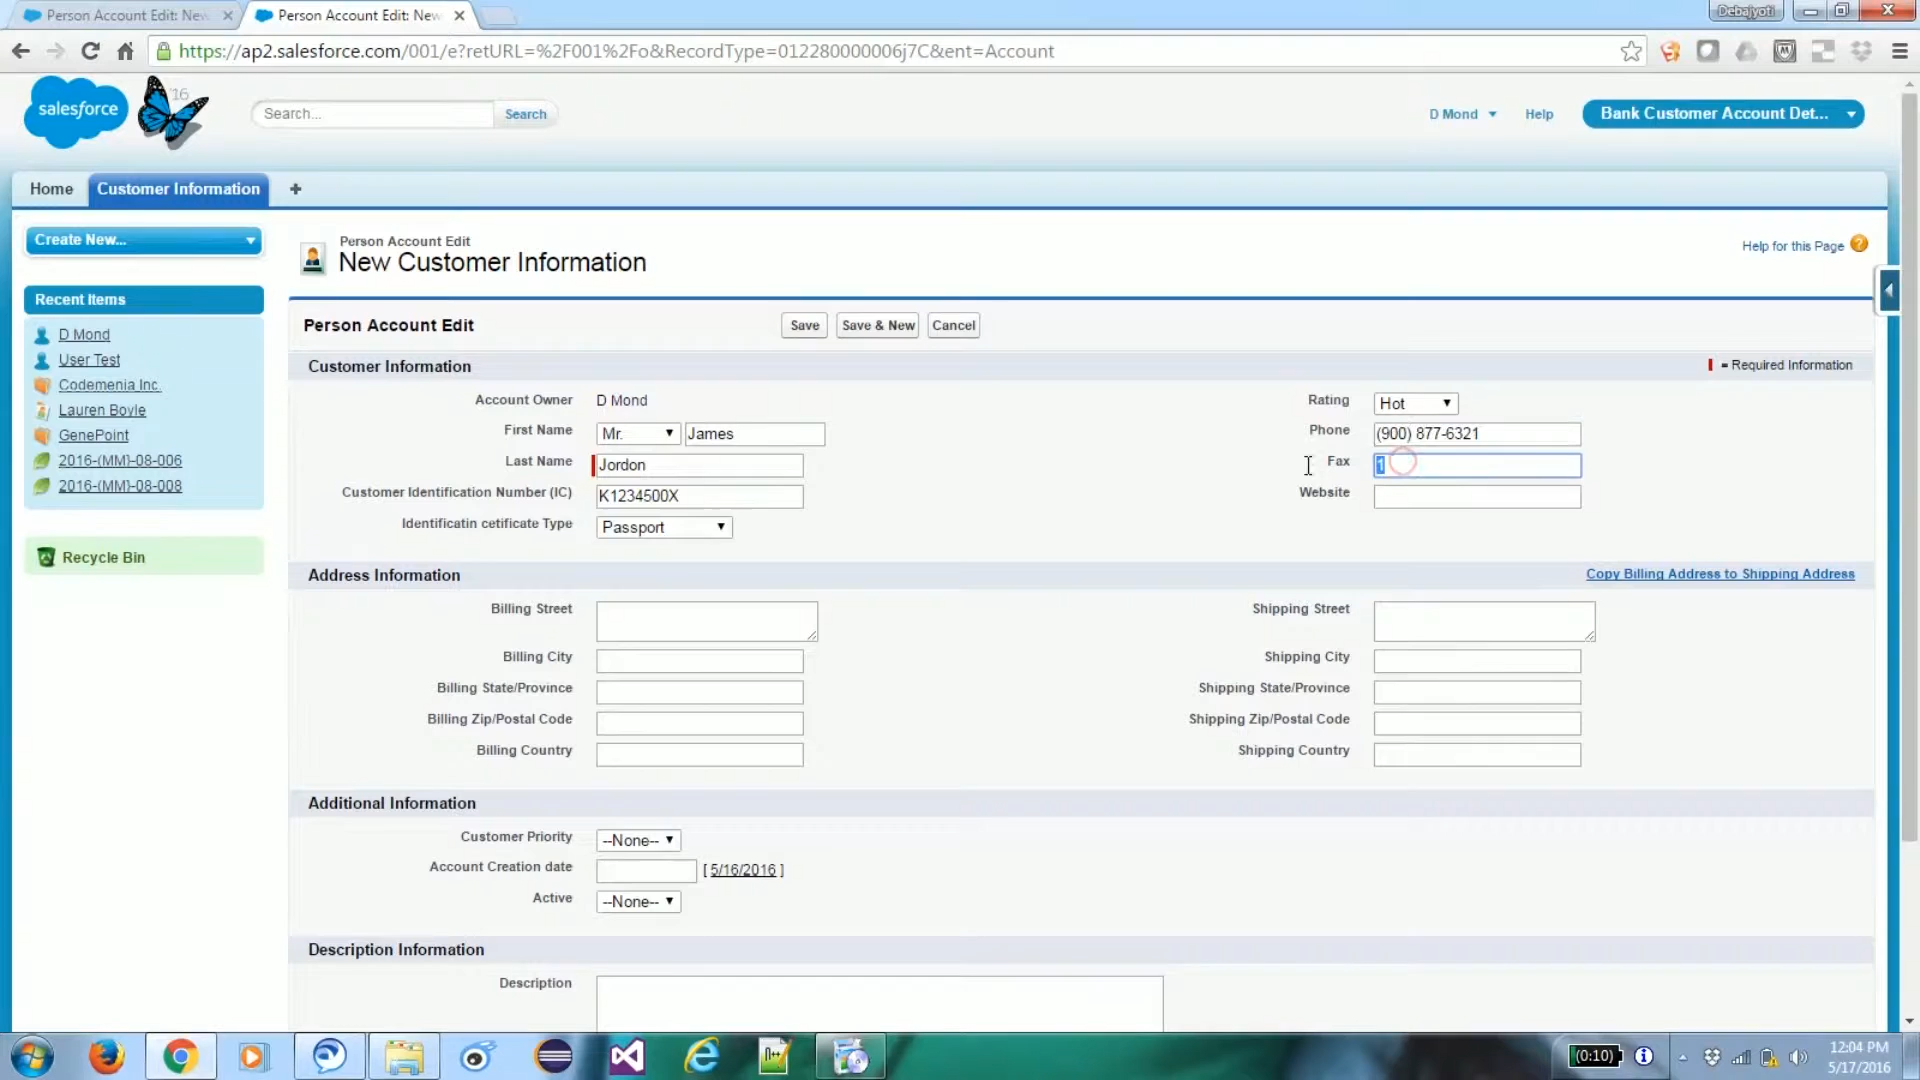 Person Account Edit: New
Person Account Edit: New
Debajyoti
https://ap2.salesforce.com/001/e?retURL=%2F001%2Fo&RecordType=012280000006j7C&ent=Account
salesforce
'16
Search...
Search
D Mond
Help
Bank Customer Account Det...
Home
Customer Information
+
Create New...
Person Account Edit
New Customer Information
Help for this Page
Recent Items
D Mond
User Test
Codemenia Inc.
Lauren Boyle
GenePoint
2016-(MM)-08-006
2016-(MM)-08-008
Recycle Bin
Person Account Edit
Save
Save & New
Cancel
Customer Information
= Required Information
Account Owner
D Mond
Rating
Hot
First Name
Mr.
James
Phone
(900) 877-6321
Last Name
Jordon
Fax
1
Customer Identification Number (IC)
K1234500X
Website
Identificatin cetificate Type
Passport
Address Information
Copy Billing Address to Shipping Address
Billing Street
Shipping Street
Billing City
Shipping City
Billing State/Province
Shipping State/Province
Billing Zip/Postal Code
Shipping Zip/Postal Code
Billing Country
Shipping Country
Additional Information
Customer Priority
--None--
Account Creation date
[ 5/16/2016 ]
Active
--None--
Description Information
Description
(0:10)
12:04 PM
5/17/2016